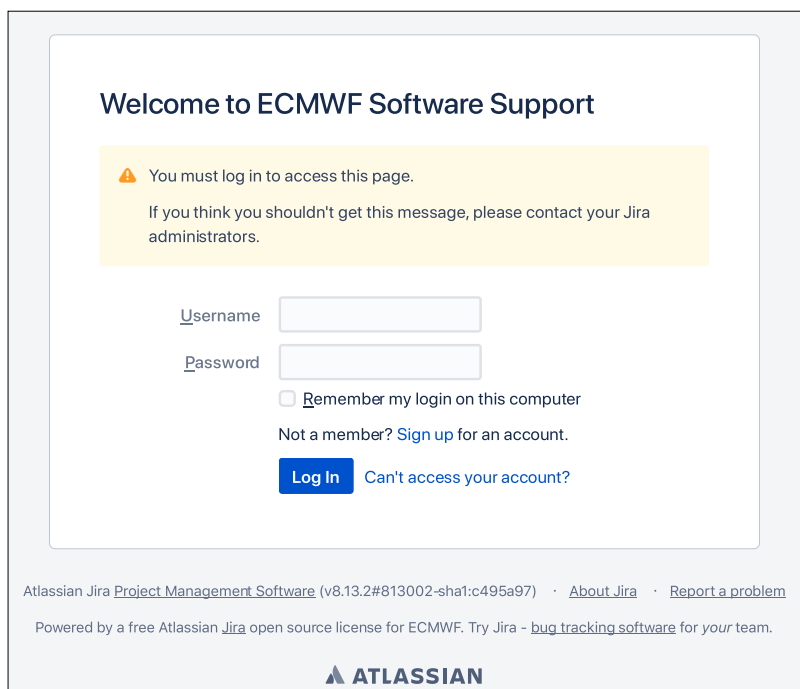 Welcome to ECMWF Software Support
You must log in to access this page.
If you think you shouldn't get this message, please contact your Jira
administrators.
Username
Password
Remember my login on this computer
Not a member? Sign up for an account.
Log In Can't access your account?
Atlassian Jira Project Management Software (v8.13.2#813002-sha1:c495a97) · About Jira · Report a problem
Powered by a free Atlassian Jira open source license for ECMWF. Try Jira - bug tracking software for your team.
ATLASSIAN